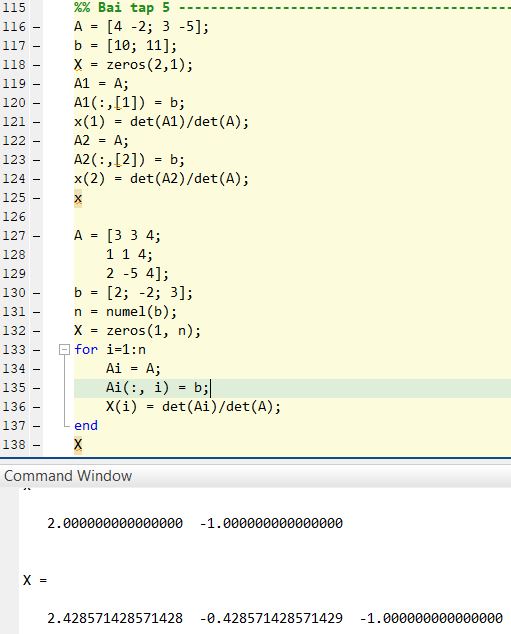 115 %% Bai tap 5 ------------------------------------
116 – A = [4 -2; 3 -5];
117 – b = [10; 11];
118 – X = zeros(2,1);
119 – A1 = A;
120 – A1(:,[1]) = b;
121 – x(1) = det(A1)/det(A);
122 – A2 = A;
123 – A2(:,[2]) = b;
124 – x(2) = det(A2)/det(A);
125 – x
126
127 – A = [3 3 4;
128 1 1 4;
129 2 -5 4];
130 – b = [2; -2; 3];
131 – n = numel(b);
132 – X = zeros(1, n);
133 – for i=1:n
134 – Ai = A;
135 – Ai(:, i) = b;
136 – X(i) = det(Ai)/det(A);
137 – end
138 – X
Command Window
2.000000000000000 -1.000000000000000
X =
2.428571428571428 -0.428571428571429 -1.000000000000000